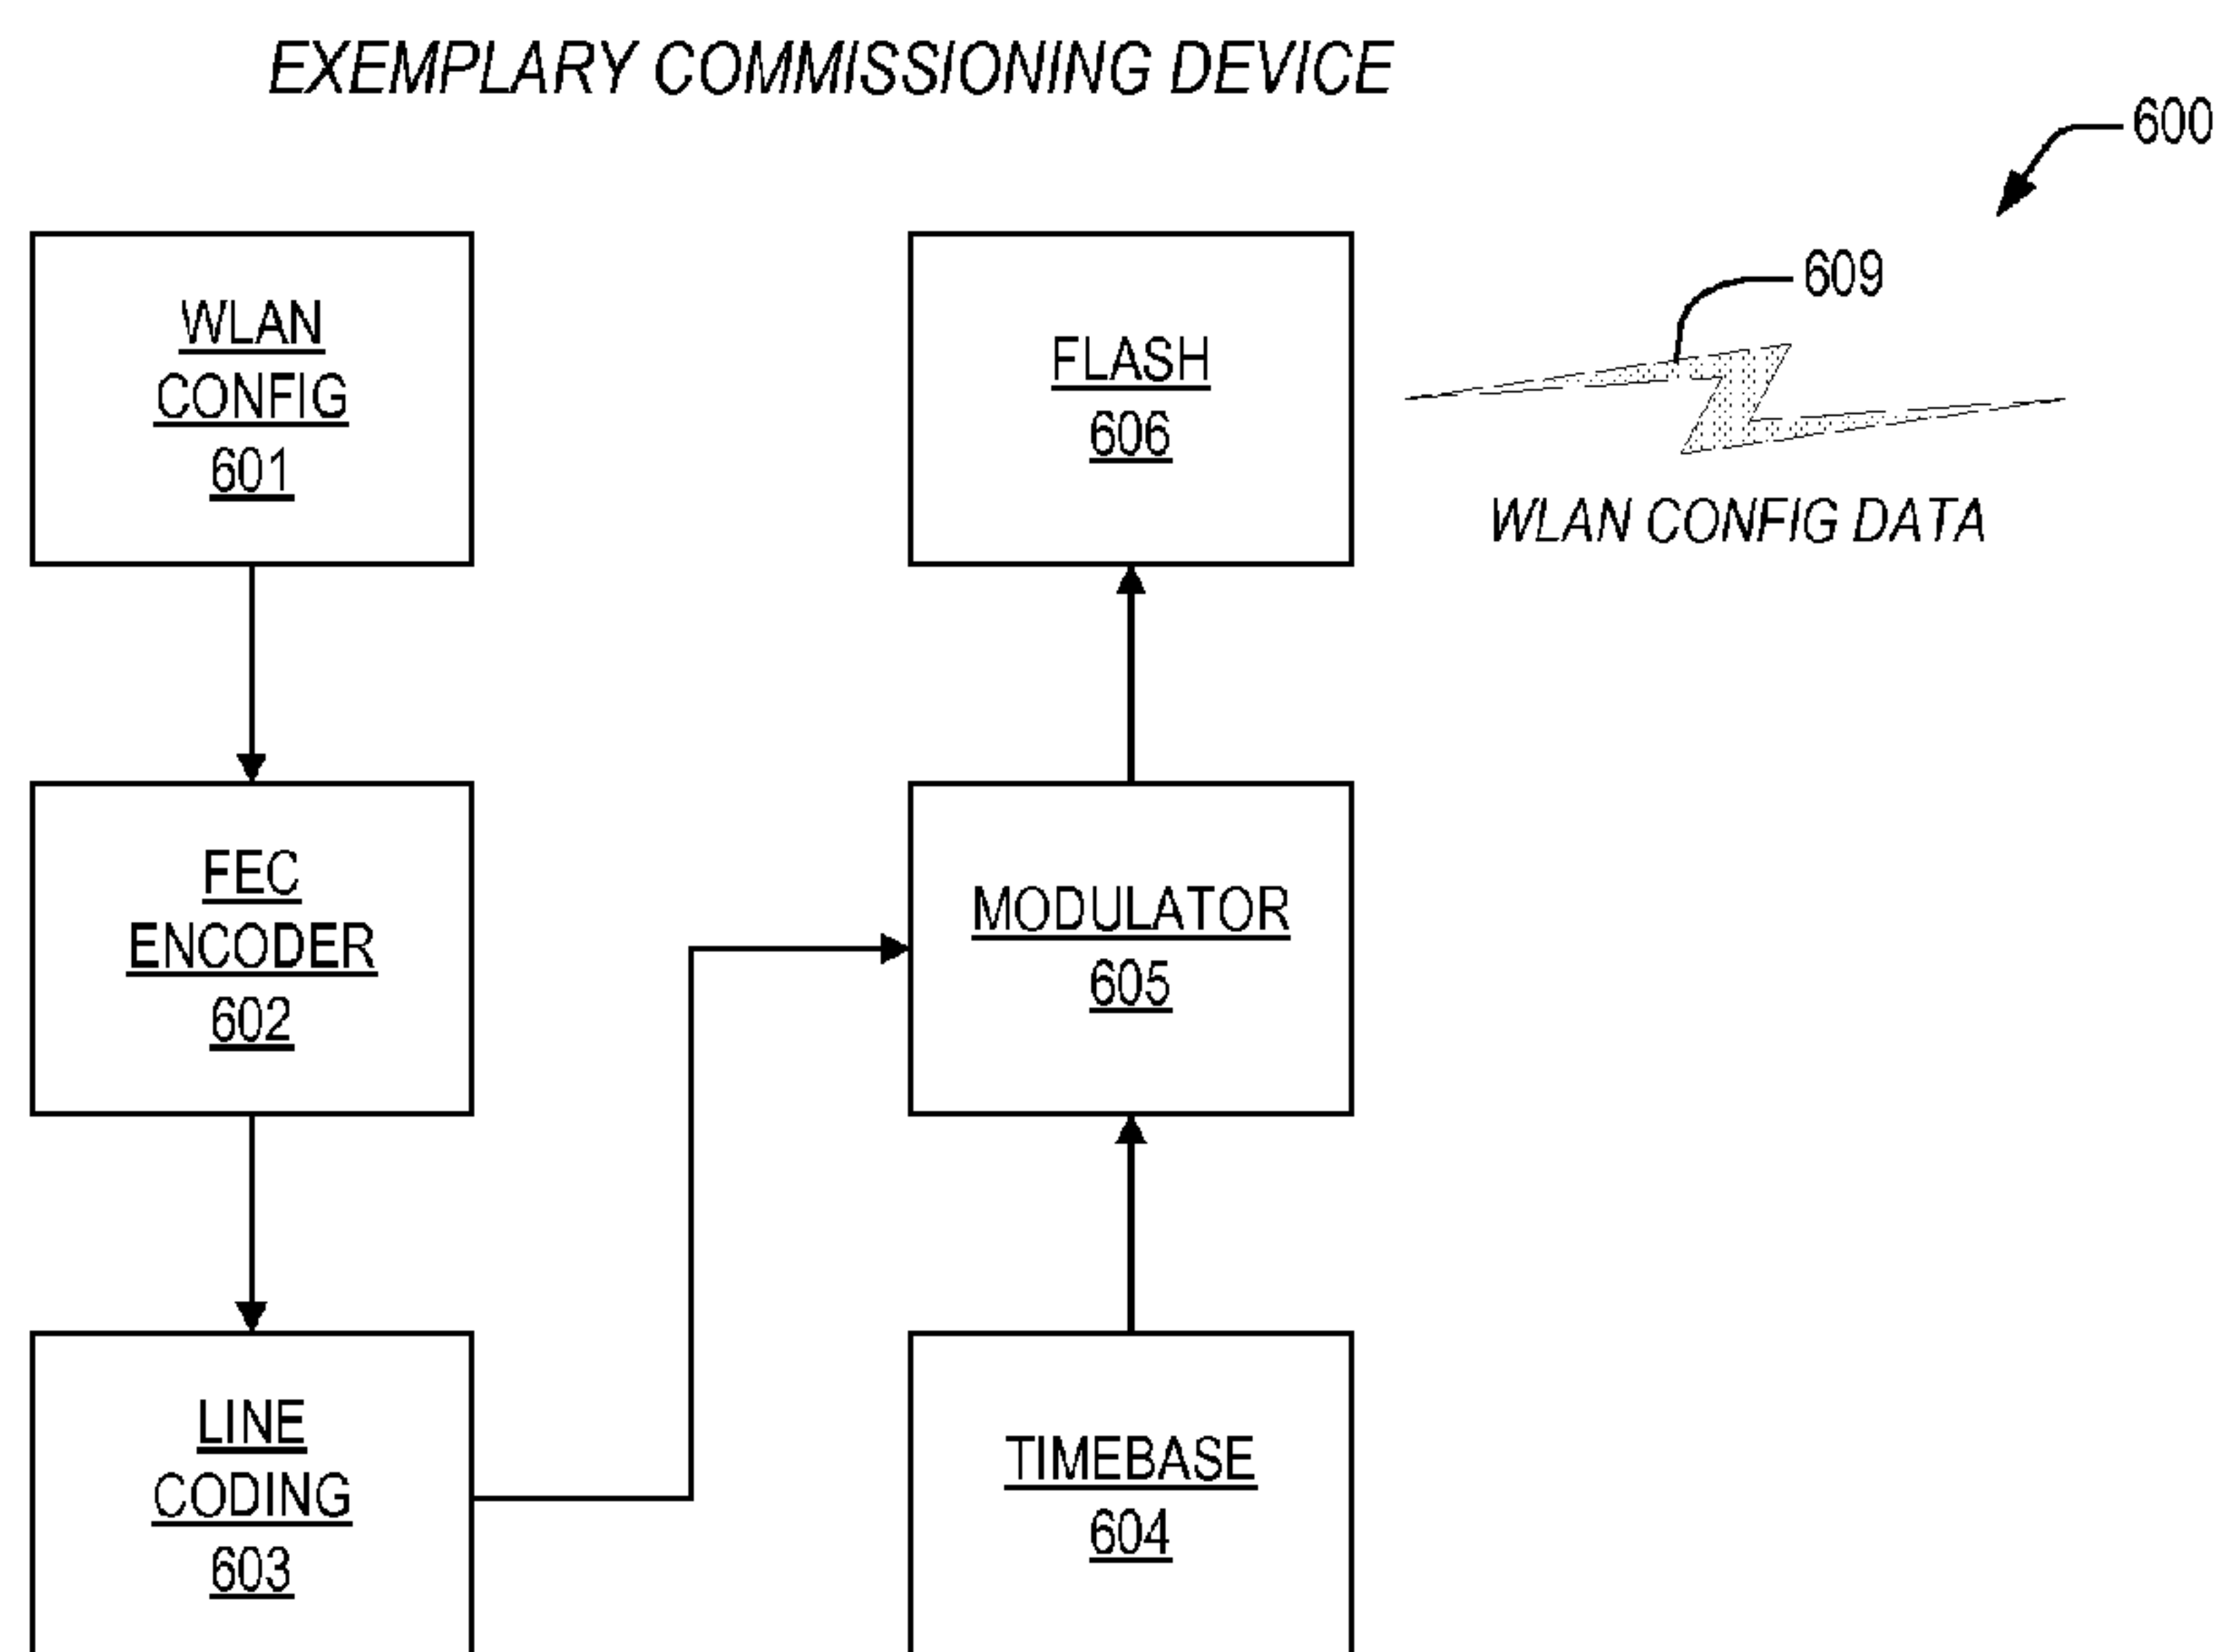 EXEMPLARY COMMISSIONING DEVICE
600
WLAN
CONFIG
601
FLASH
606
609
WLAN CONFIG DATA
FEC
ENCODER
602
MODULATOR
605
LINE
CODING
603
TIMEBASE
604